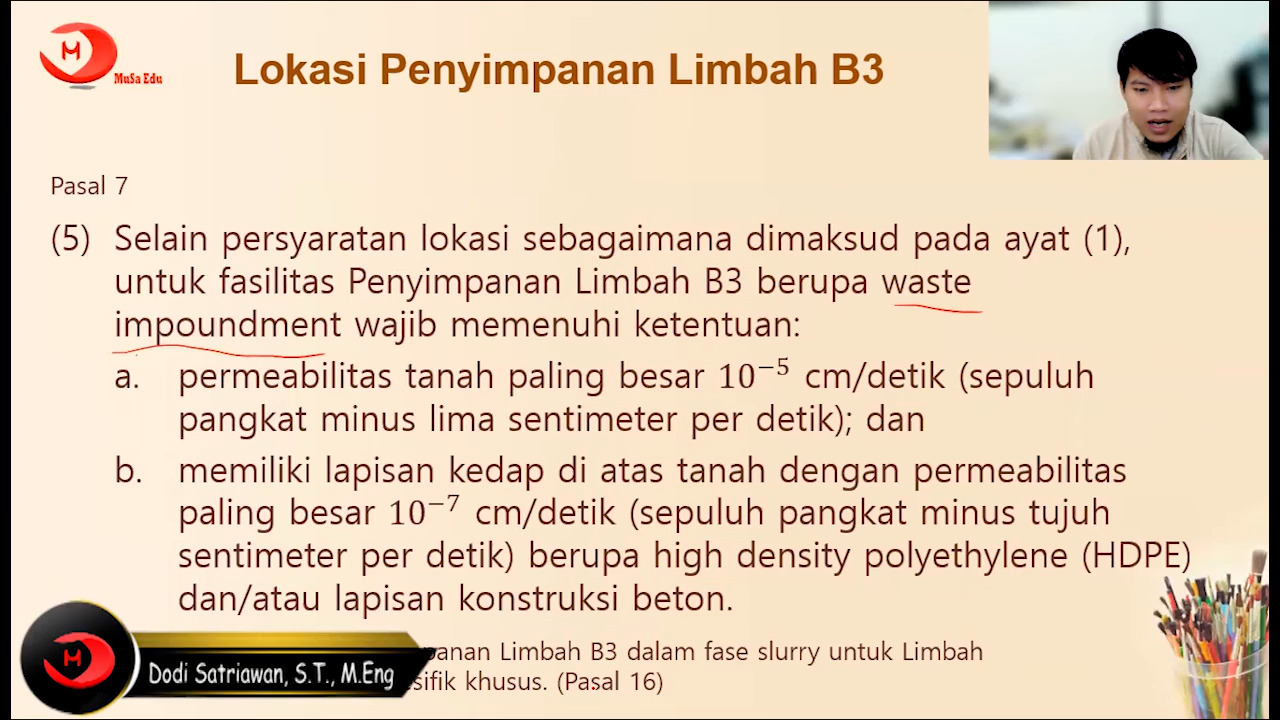 MuSa Edu
Lokasi Penyimpanan Limbah B3
Pasal 7
(5) Selain persyaratan lokasi sebagaimana dimaksud pada ayat (1),
untuk fasilitas Penyimpanan Limbah B3 berupa waste
impoundment wajib memenuhi ketentuan:
a. permeabilitas tanah paling besar 10⁻⁵ cm/detik (sepuluh
pangkat minus lima sentimeter per detik); dan
b. memiliki lapisan kedap di atas tanah dengan permeabilitas
paling besar 10⁻⁷ cm/detik (sepuluh pangkat minus tujuh
sentimeter per detik) berupa high density polyethylene (HDPE)
dan/atau lapisan konstruksi beton.
Limbah B3 dalam fase slurry untuk Limbah
khusus. (Pasal 16)
Dodi Satriawan, S.T., M.Eng